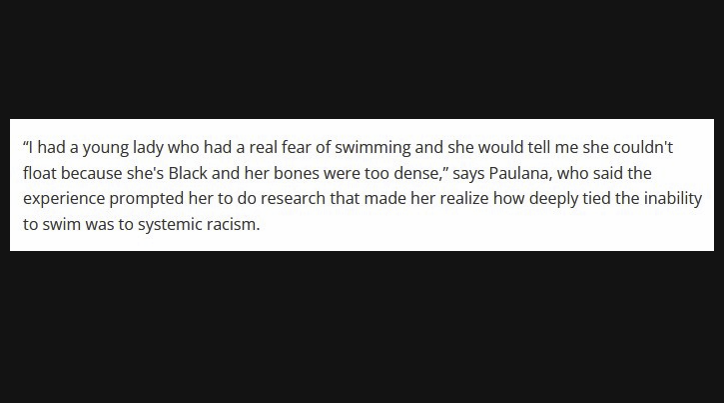 “I had a young lady who had a real fear of swimming and she would tell me she couldn't
float because she's Black and her bones were too dense,” says Paulana, who said the
experience prompted her to do research that made her realize how deeply tied the inability
to swim was to systemic racism.